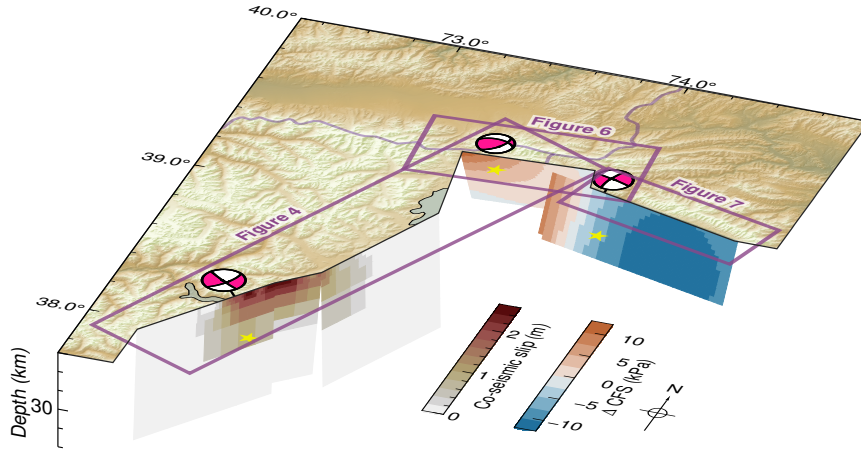 40.0°
73.0°
74.0°
Figure 6
39.0°
Figure 7
Figure 4
38.0°
Depth (km)
30
0
1
2
Co-seismic slip (m)
10
5
0
−5
−10
Δ CFS (kPa)
N